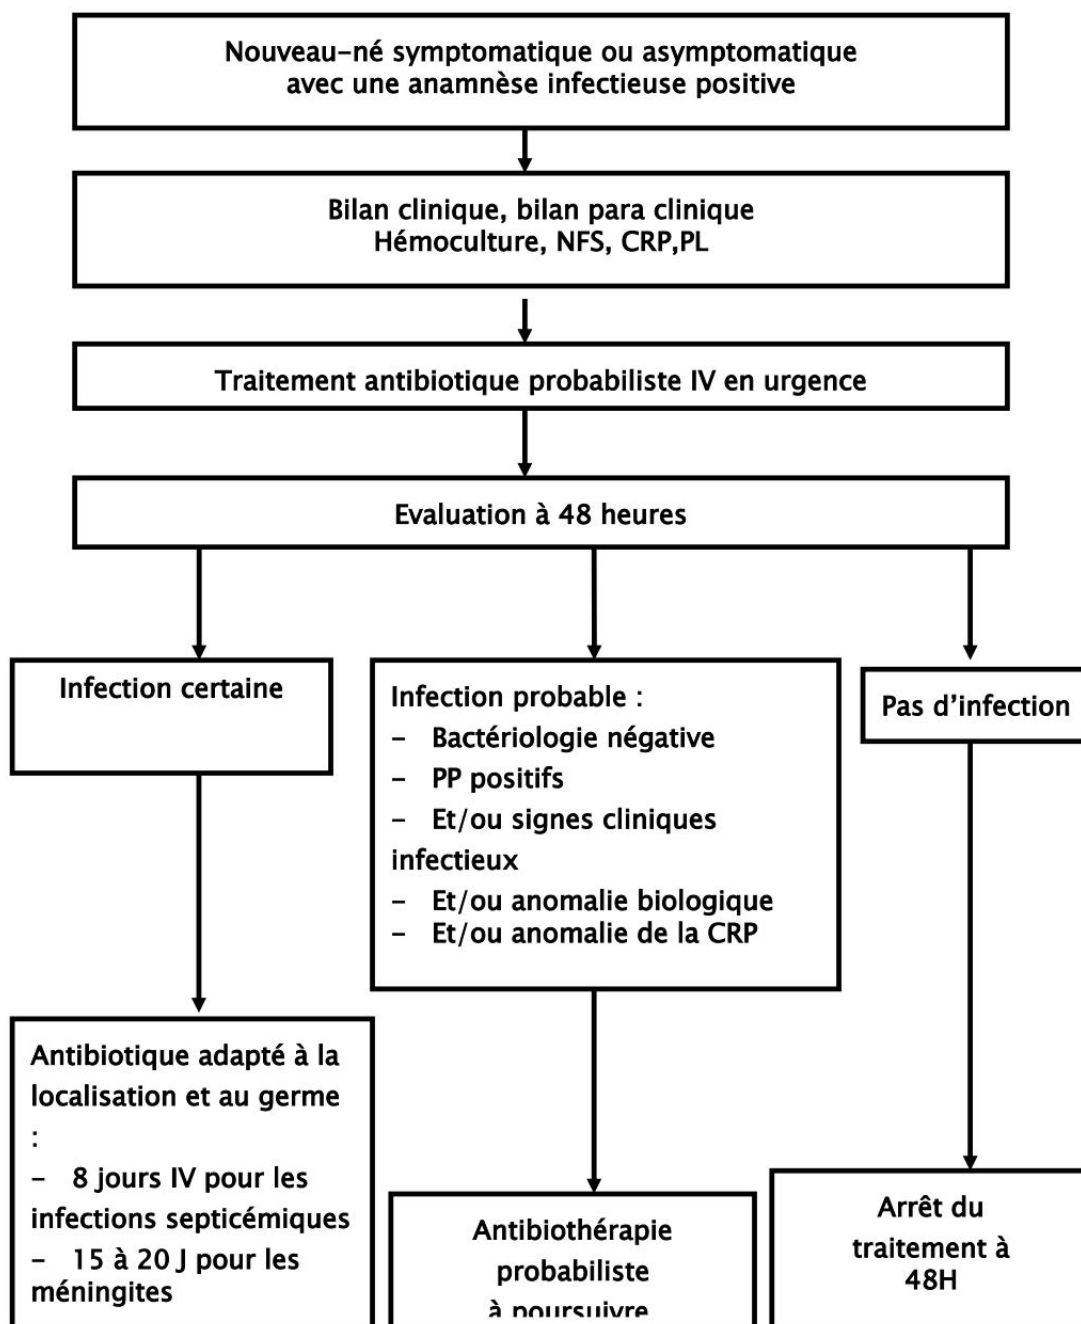 Nouveau-né symptomatique ou asymptomatique
avec une anamnèse infectieuse positive
Bilan clinique, bilan para clinique
Hémoculture, NFS, CRP,PL
Traitement antibiotique probabiliste IV en urgence
Evaluation à 48 heures
Infection certaine
Infection probable :
- Bactériologie négative
- PP positifs
- Et/ou signes cliniques
infectieux
- Et/ou anomalie biologique
- Et/ou anomalie de la CRP
Pas d’infection
Antibiotique adapté à la
localisation et au germe
:
- 8 jours IV pour les
infections septicémiques
- 15 à 20 J pour les
méningites
Antibiothérapie
probabiliste
à poursuivre
Arrêt du
traitement à
48H